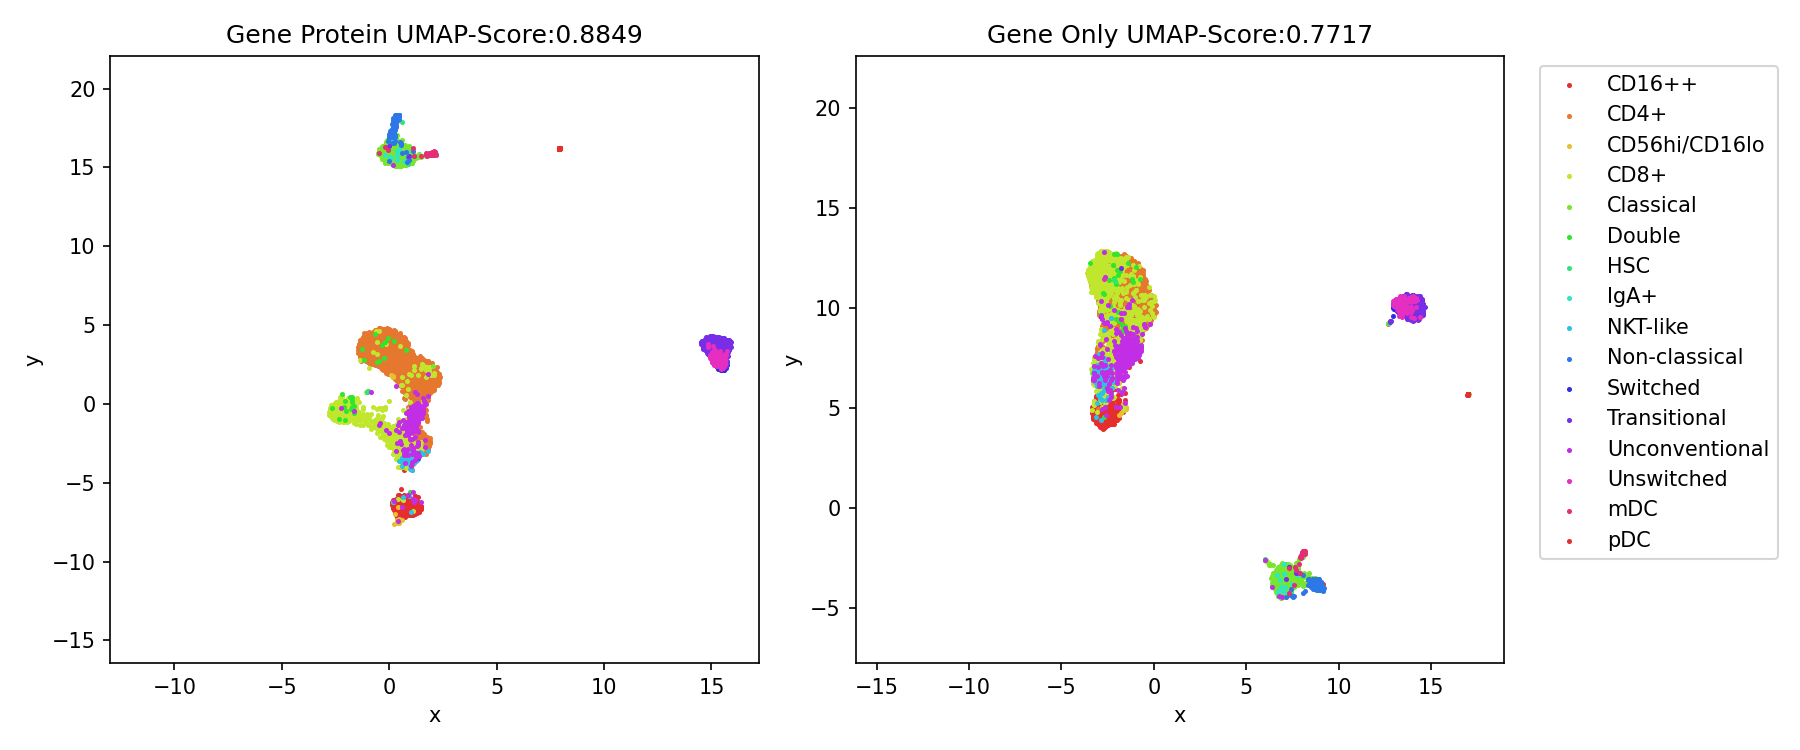 Gene Protein UMAP-Score:0.8849
20
15
10
5
0
−5
−10
−15
y
−10
−5
0
5
10
15
x
Gene Only UMAP-Score:0.7717
20
15
10
5
0
−5
y
−15
−10
−5
0
5
10
15
x
CD16++
CD4+
CD56hi/CD16lo
CD8+
Classical
Double
HSC
IgA+
NKT-like
Non-classical
Switched
Transitional
Unconventional
Unswitched
mDC
pDC